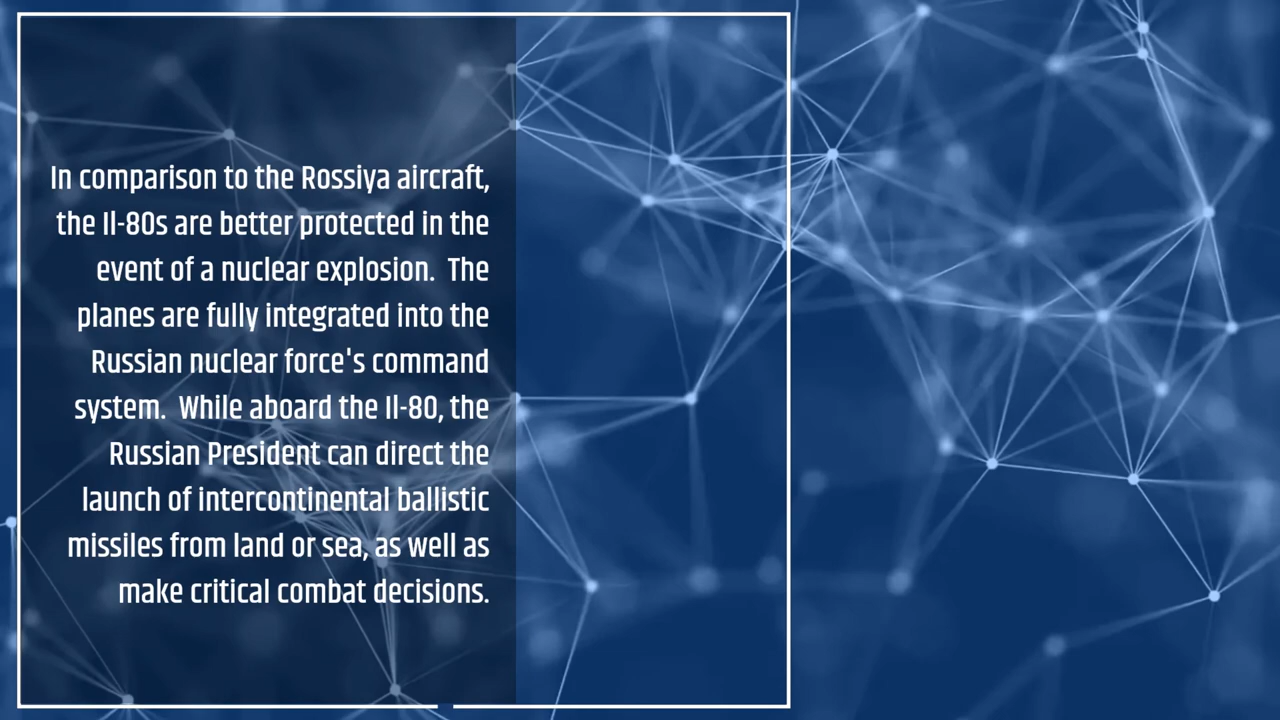 In comparison to the Rossiya aircraft,
the Il-80s are better protected in the
event of a nuclear explosion.  The
planes are fully integrated into the
Russian nuclear force's command
system.  While aboard the Il-80, the
Russian President can direct the
launch of intercontinental ballistic
missiles from land or sea, as well as
make critical combat decisions.